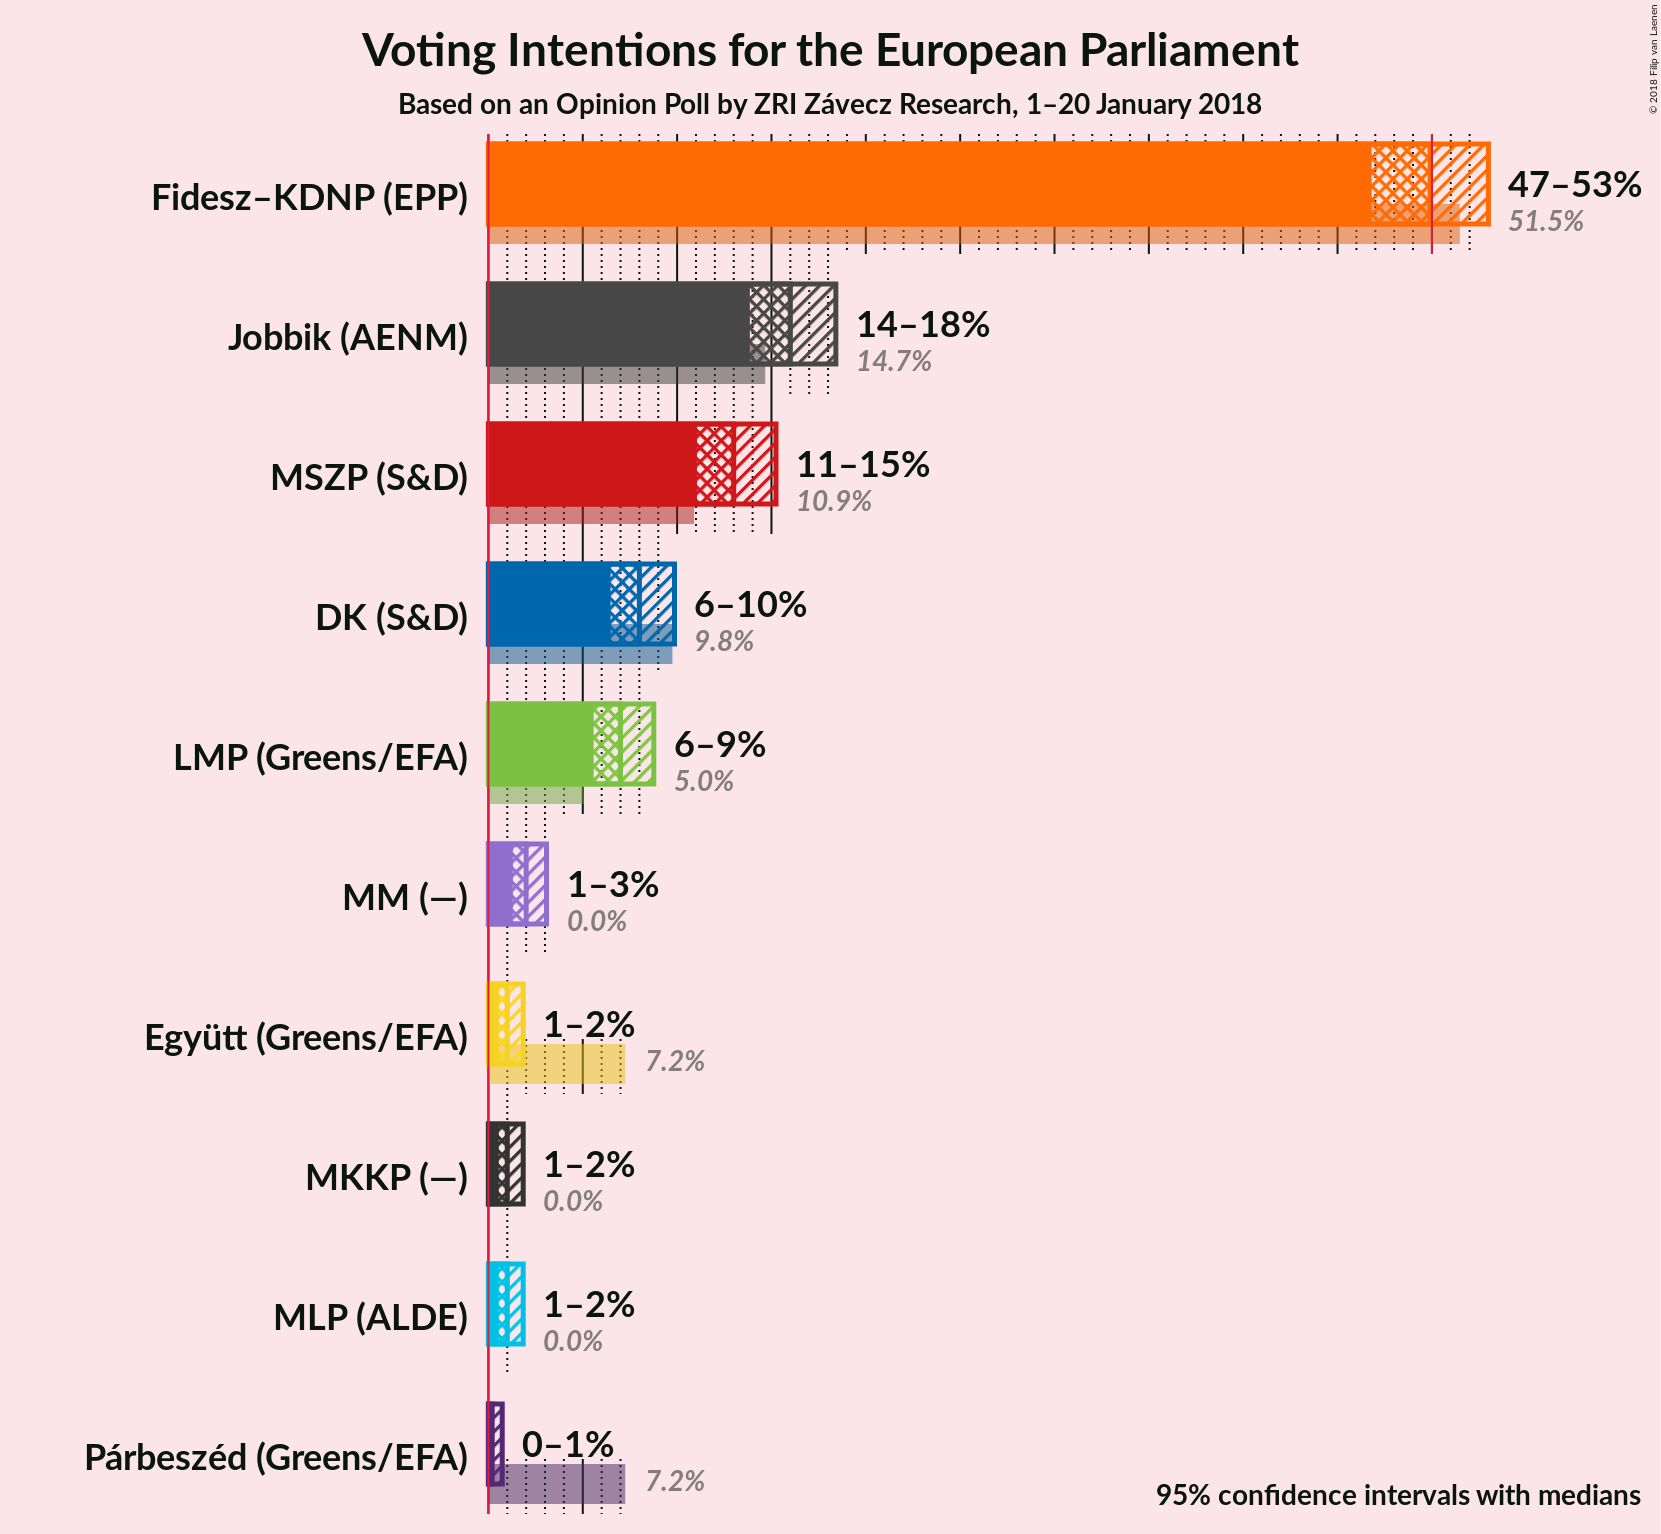 Voting Intentions for the European Parliament
Based on an Opinion Poll by ZRI Závecz Research, 1–20 January 2018
© 2018 Filip van Laenen
Fidesz–KDNP (EPP)
47–53%
51.5%
Jobbik (AENM)
14–18%
14.7%
MSZP (S&D)
11–15%
10.9%
DK (S&D)
6–10%
9.8%
LMP (Greens/EFA)
6–9%
5.0%
MM (—)
1–3%
0.0%
Együtt (Greens/EFA)
1–2%
7.2%
MKKP (—)
1–2%
0.0%
MLP (ALDE)
1–2%
0.0%
Párbeszéd (Greens/EFA)
0–1%
7.2%
95% confidence intervals with medians